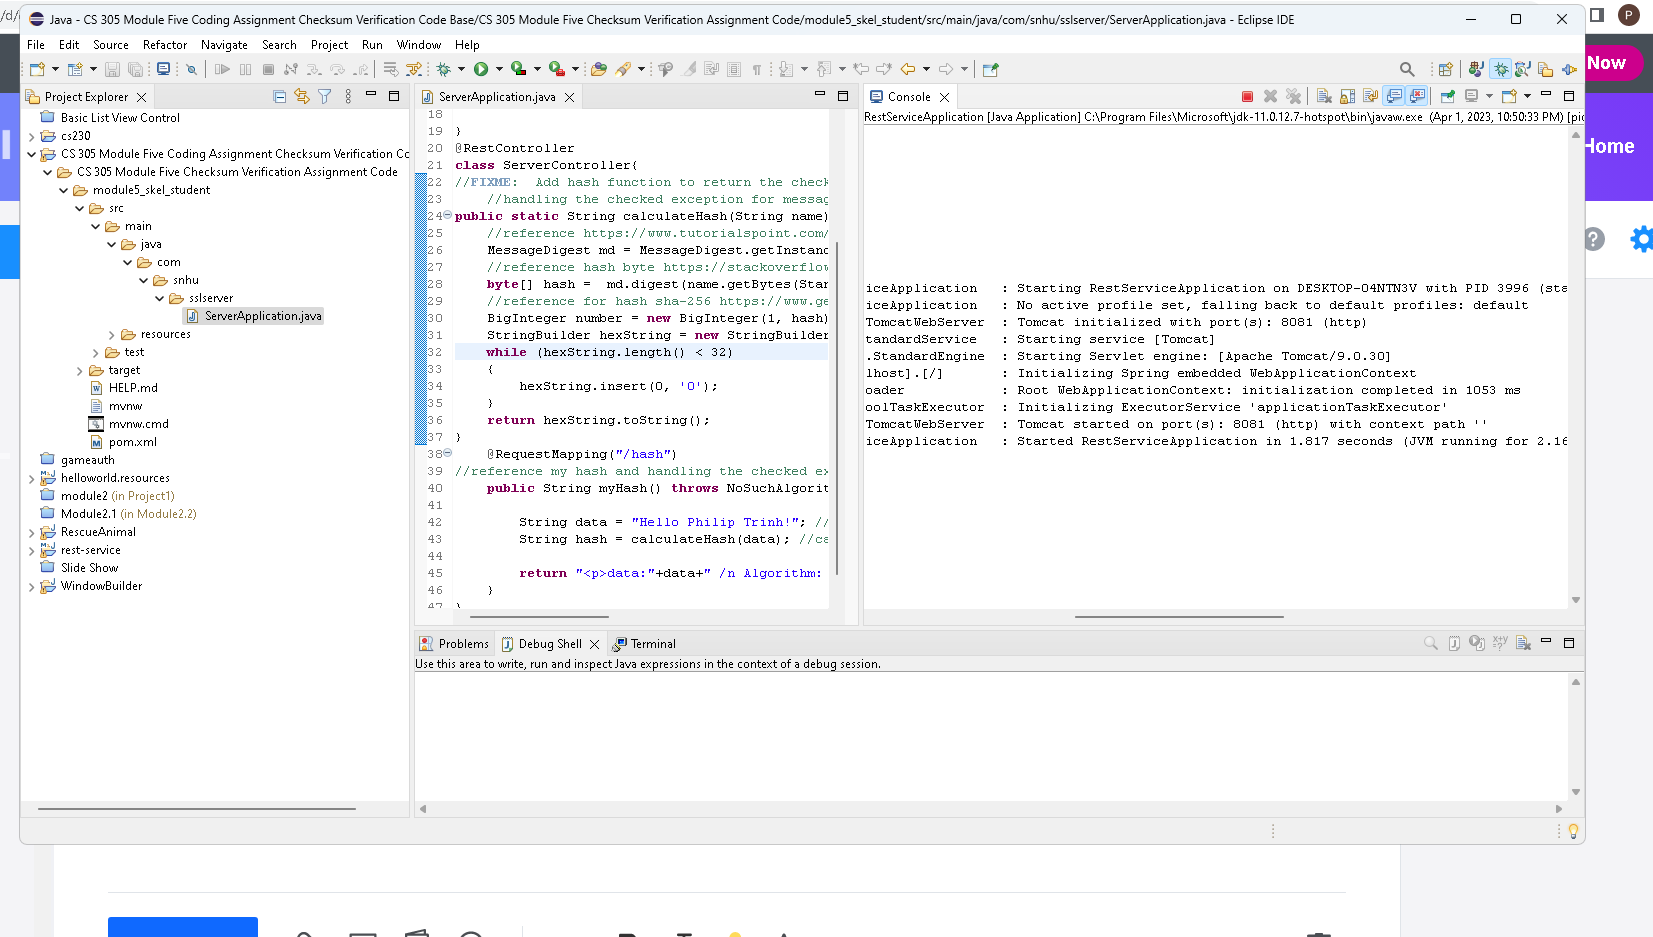 /d/
Java - CS 305 Module Five Coding Assignment Checksum Verification Code Base/CS 305 Module Five Checksum Verification Assignment Code/module5_skel_student/src/main/java/com/snhu/sslserver/ServerApplication.java - Eclipse IDE
P
File Edit Source Refactor Navigate Search Project Run Window Help
Now
Home
Project Explorer
Basic List View Control
cs230
CS 305 Module Five Coding Assignment Checksum Verification Cc
CS 305 Module Five Checksum Verification Assignment Code
module5_skel_student
src
main
java
com
snhu
sslserver
ServerApplication.java
resources
test
target
HELP.md
mvnw
mvnw.cmd
pom.xml
gameauth
helloworld.resources
module2 (in Project1)
Module2.1 (in Module2.2)
RescueAnimal
rest-service
Slide Show
WindowBuilder
ServerApplication.java
18
19 }
20 @RestController
21 class ServerController{
22 //FIXME: Add hash function to return the check
23 //handling the checked exception for messag
24 public static String calculateHash(String name)
25 //reference https://www.tutorialspoint.com/
26 MessageDigest md = MessageDigest.getInstanc
27 //reference hash byte https://stackoverflow
28 byte[] hash = md.digest(name.getBytes(Star
29 //reference for hash sha-256 https://www.ge
30 BigInteger number = new BigInteger(1, hash)
31 StringBuilder hexString = new StringBuilder
32 while (hexString.length() < 32)
33 {
34 hexString.insert(0, '0');
35 }
36 return hexString.toString();
37 }
38 @RequestMapping("/hash")
39 //reference my hash and handling the checked ex
40 public String myHash() throws NoSuchAlgorit
41
42 String data = "Hello Philip Trinh!"; //
43 String hash = calculateHash(data); //ca
44
45 return "<p>data:"+data+" /n Algorithm:
46 }
47 }
Console
RestServiceApplication [Java Application] C:\Program Files\Microsoft\jdk-11.0.12.7-hotspot\bin\javaw.exe (Apr 1, 2023, 10:50:33 PM) [pid
iceApplication : Starting RestServiceApplication on DESKTOP-04NTN3V with PID 3996 (sta
iceApplication : No active profile set, falling back to default profiles: default
TomcatWebServer : Tomcat initialized with port(s): 8081 (http)
tandardService : Starting service [Tomcat]
.StandardEngine : Starting Servlet engine: [Apache Tomcat/9.0.30]
lhost].[/] : Initializing Spring embedded WebApplicationContext
oader : Root WebApplicationContext: initialization completed in 1053 ms
oolTaskExecutor : Initializing ExecutorService 'applicationTaskExecutor'
TomcatWebServer : Tomcat started on port(s): 8081 (http) with context path ''
iceApplication : Started RestServiceApplication in 1.817 seconds (JVM running for 2.16
Problems Debug Shell Terminal
Use this area to write, run and inspect Java expressions in the context of a debug session.